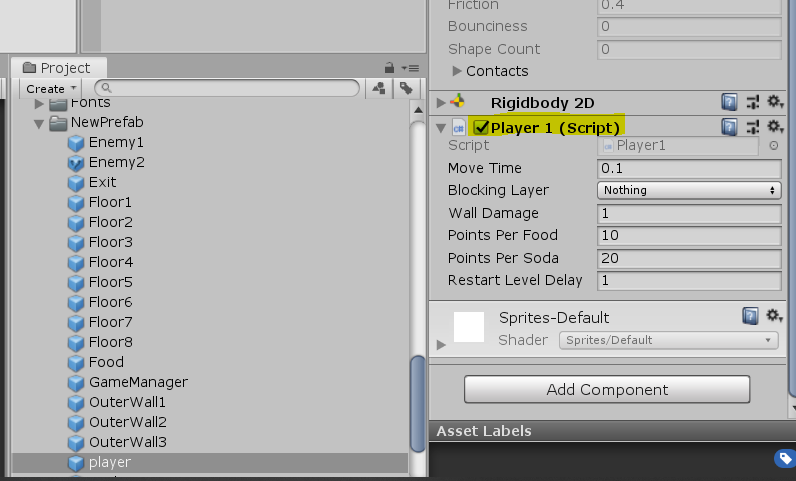 Project
Create
Fonts
NewPrefab
Enemy1
Enemy2
Exit
Floor1
Floor2
Floor3
Floor4
Floor5
Floor6
Floor7
Floor8
Food
GameManager
OuterWall1
OuterWall2
OuterWall3
player
Friction 0.4
Bounciness 0
Shape Count 0
Contacts
Rigidbody 2D
Player 1 (Script)
Script Player1
Move Time 0.1
Blocking Layer Nothing
Wall Damage 1
Points Per Food 10
Points Per Soda 20
Restart Level Delay 1
Sprites-Default
Shader Sprites/Default
Add Component
Asset Labels